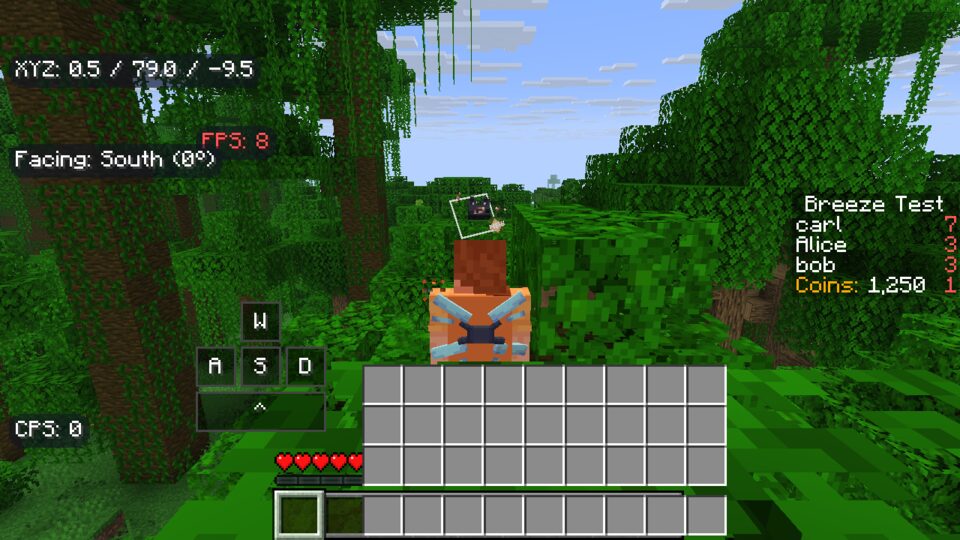 XYZ: 0.5 / 79.0 / -9.5
FPS: 8
Facing: South (0°)
Breeze Test
carl 7
Alice 3
bob 3
Coins: 1,250 1
W
A S D
^
CPS: 0